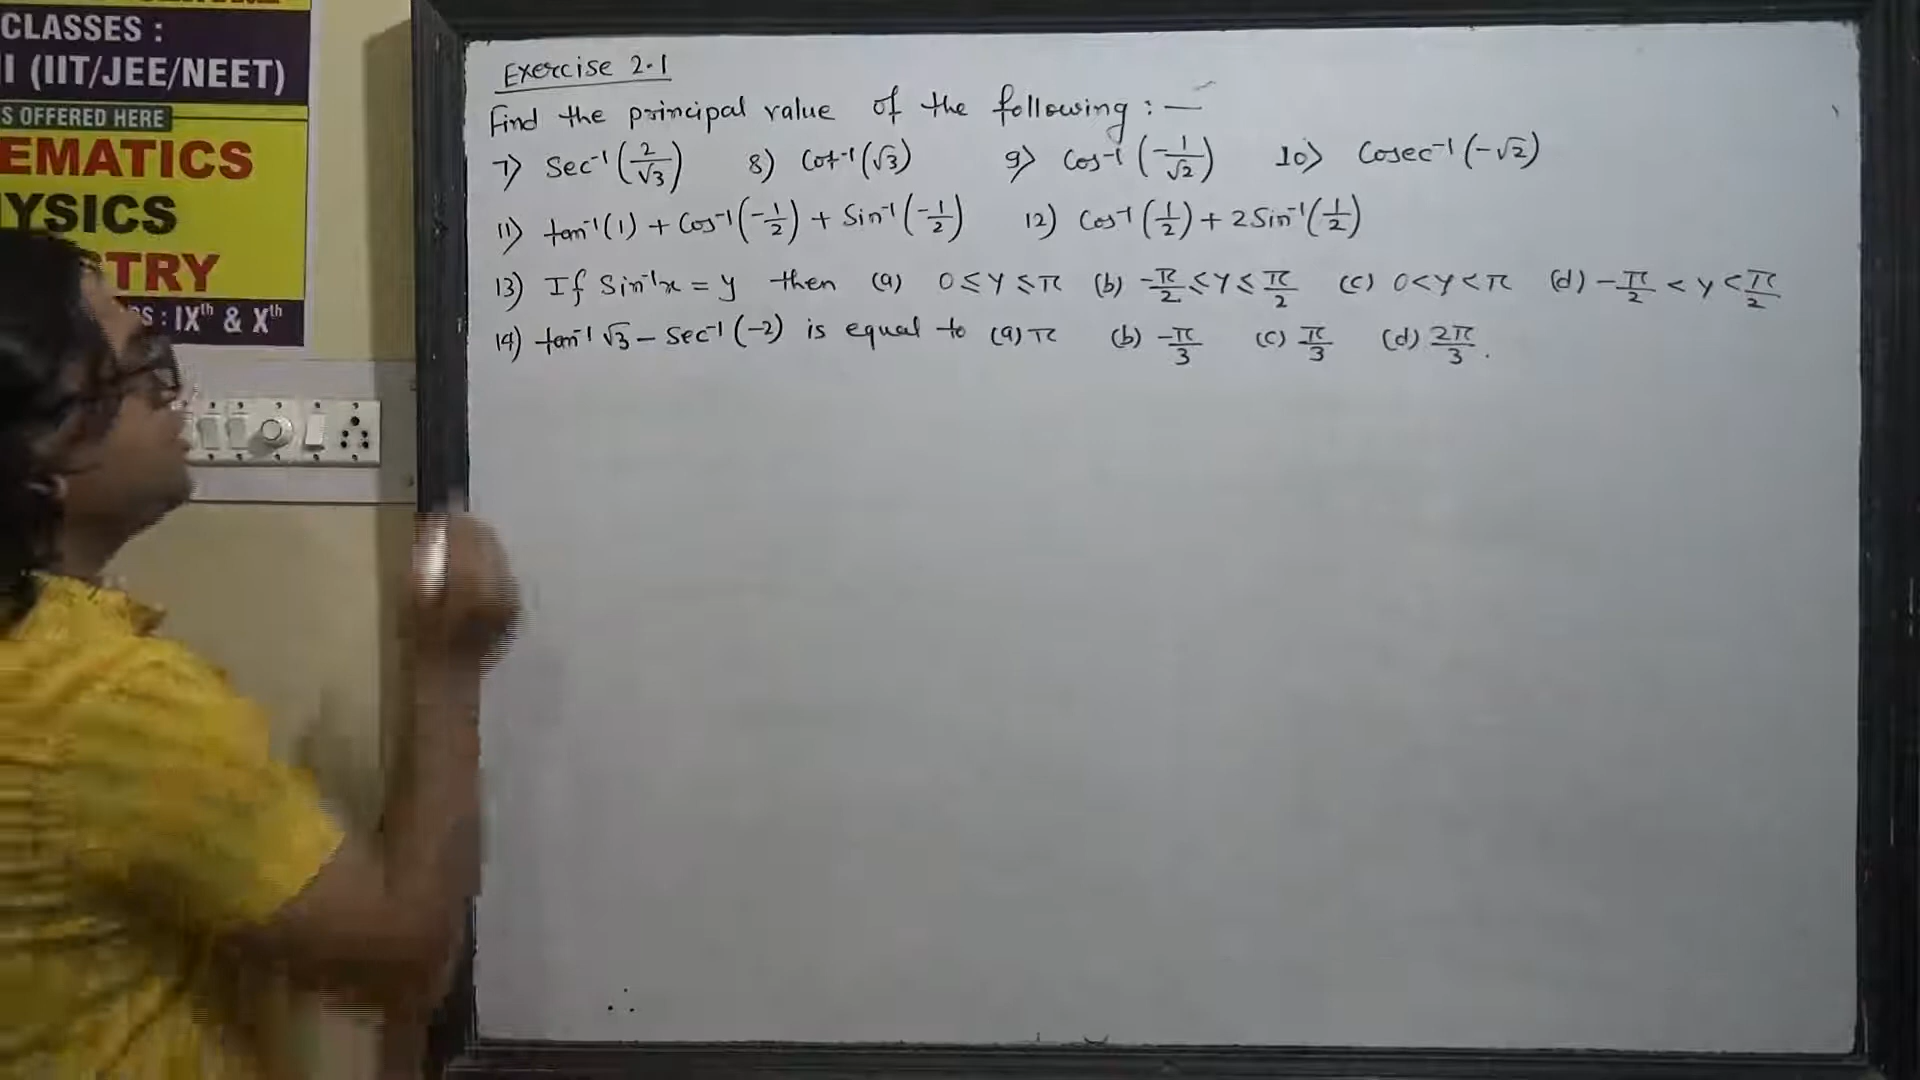 CLASSES :
I (IIT/JEE/NEET)
S OFFERED HERE
EMATICS
YSICS
TRY
: IXth & Xth
Exercise 2.1
Find the principal value of the following : —
7) Sec⁻¹(2/√3) 8) Cot⁻¹(√3) 9) Cos⁻¹(-1/√2) 10) Cosec⁻¹(-√2)
11) tan⁻¹(1) + Cos⁻¹(-1/2) + Sin⁻¹(-1/2) 12) Cos⁻¹(1/2) + 2 Sin⁻¹(1/2)
13) If Sin⁻¹x = y then (a) 0 ≤ y ≤ π (b) -π/2 ≤ y ≤ π/2 (c) 0 < y < π (d) -π/2 < y < π/2
14) tan⁻¹ √3 - Sec⁻¹(-2) is equal to (a) π (b) -π/3 (c) π/3 (d) 2π/3.